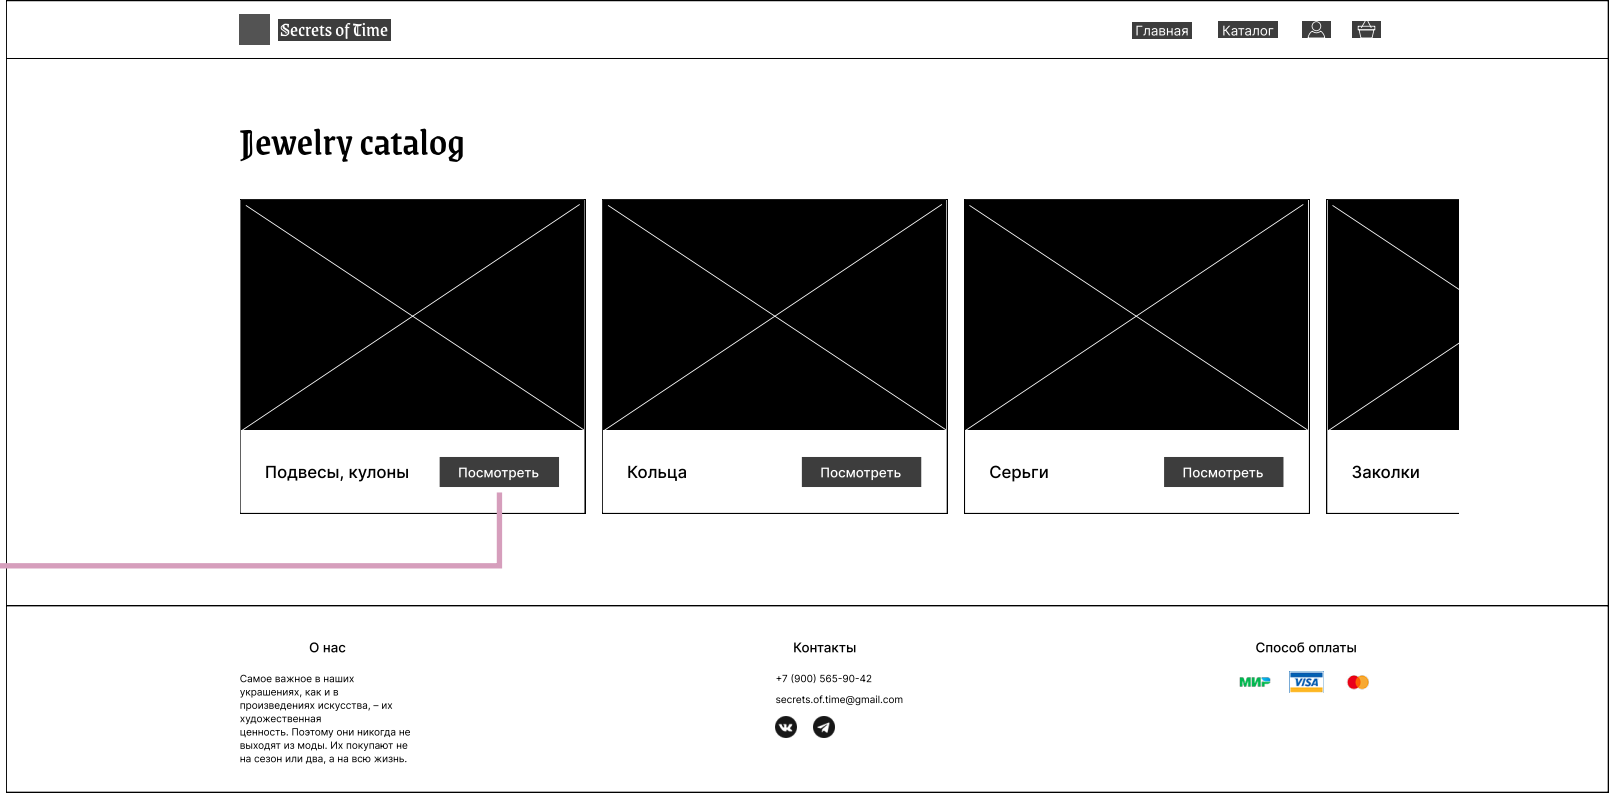 Secrets of Time
Главная
Каталог
Jewelry catalog
Подвесы, кулоны
Посмотреть
Кольца
Посмотреть
Серьги
Посмотреть
Заколки
О нас
Самое важное в наших
украшениях, как и в
произведениях искусства, – их
художественная
ценность. Поэтому они никогда не
выходят из моды. Их покупают не
на сезон или два, а на всю жизнь.
Контакты
+7 (900) 565-90-42
secrets.of.time@gmail.com
Способ оплаты
МИР
VISA